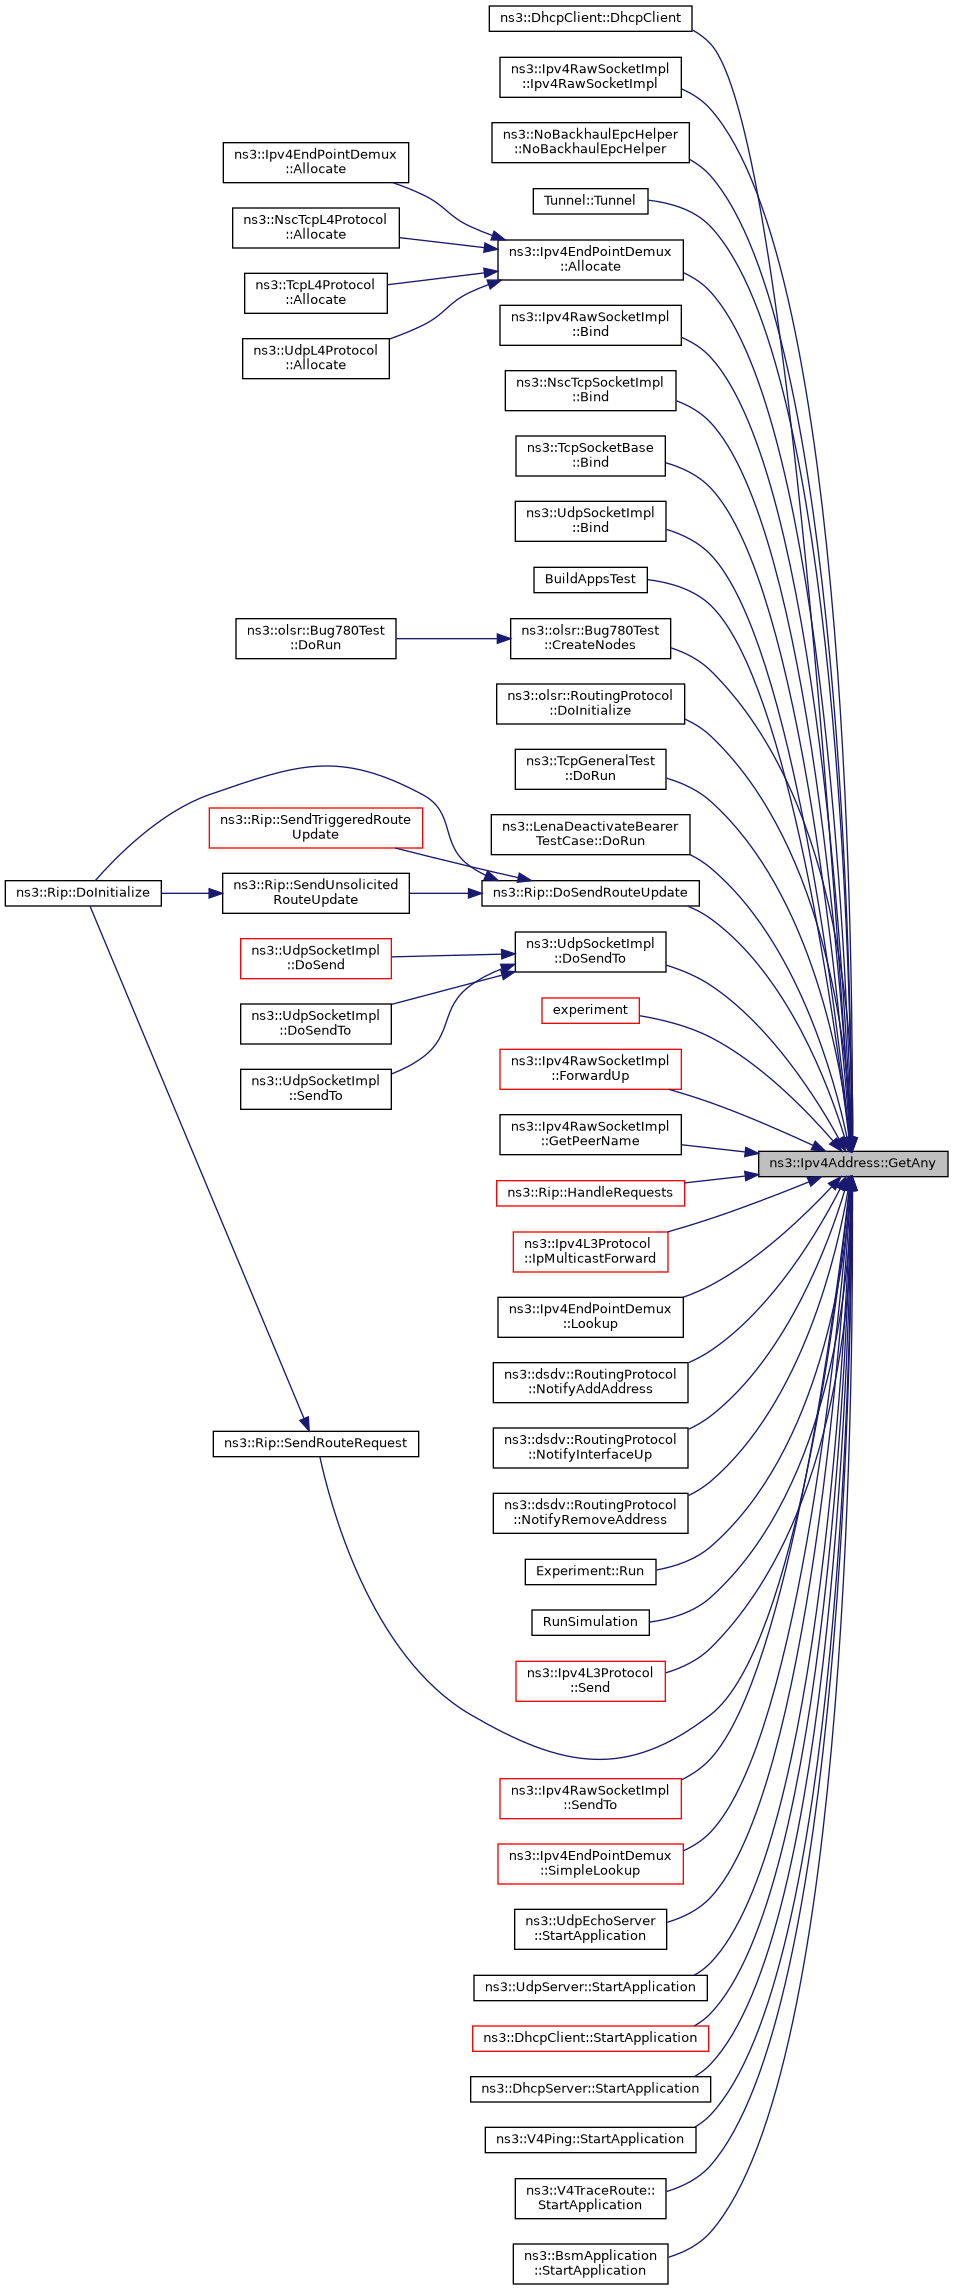 ns3::DhcpClient::DhcpClient
ns3::Ipv4RawSocketImpl
::Ipv4RawSocketImpl
ns3::NoBackhaulEpcHelper
::NoBackhaulEpcHelper
Tunnel::Tunnel
ns3::Ipv4EndPointDemux
::Allocate
ns3::Ipv4EndPointDemux
::Allocate
ns3::NscTcpL4Protocol
::Allocate
ns3::TcpL4Protocol
::Allocate
ns3::UdpL4Protocol
::Allocate
ns3::Ipv4RawSocketImpl
::Bind
ns3::NscTcpSocketImpl
::Bind
ns3::TcpSocketBase
::Bind
ns3::UdpSocketImpl
::Bind
BuildAppsTest
ns3::olsr::Bug780Test
::DoRun
ns3::olsr::Bug780Test
::CreateNodes
ns3::olsr::RoutingProtocol
::DoInitialize
ns3::TcpGeneralTest
::DoRun
ns3::LenaDeactivateBearer
TestCase::DoRun
ns3::Rip::SendTriggeredRoute
Update
ns3::Rip::DoInitialize
ns3::Rip::SendUnsolicited
RouteUpdate
ns3::Rip::DoSendRouteUpdate
ns3::UdpSocketImpl
::DoSendTo
ns3::UdpSocketImpl
::DoSend
ns3::UdpSocketImpl
::DoSendTo
ns3::UdpSocketImpl
::SendTo
experiment
ns3::Ipv4RawSocketImpl
::ForwardUp
ns3::Ipv4RawSocketImpl
::GetPeerName
ns3::Ipv4Address::GetAny
ns3::Rip::HandleRequests
ns3::Ipv4L3Protocol
::IpMulticastForward
ns3::Ipv4EndPointDemux
::Lookup
ns3::dsdv::RoutingProtocol
::NotifyAddAddress
ns3::dsdv::RoutingProtocol
::NotifyInterfaceUp
ns3::Rip::SendRouteRequest
ns3::dsdv::RoutingProtocol
::NotifyRemoveAddress
Experiment::Run
RunSimulation
ns3::Ipv4L3Protocol
::Send
ns3::Ipv4RawSocketImpl
::SendTo
ns3::Ipv4EndPointDemux
::SimpleLookup
ns3::UdpEchoServer
::StartApplication
ns3::UdpServer::StartApplication
ns3::DhcpClient::StartApplication
ns3::DhcpServer::StartApplication
ns3::V4Ping::StartApplication
ns3::V4TraceRoute::
StartApplication
ns3::BsmApplication
::StartApplication